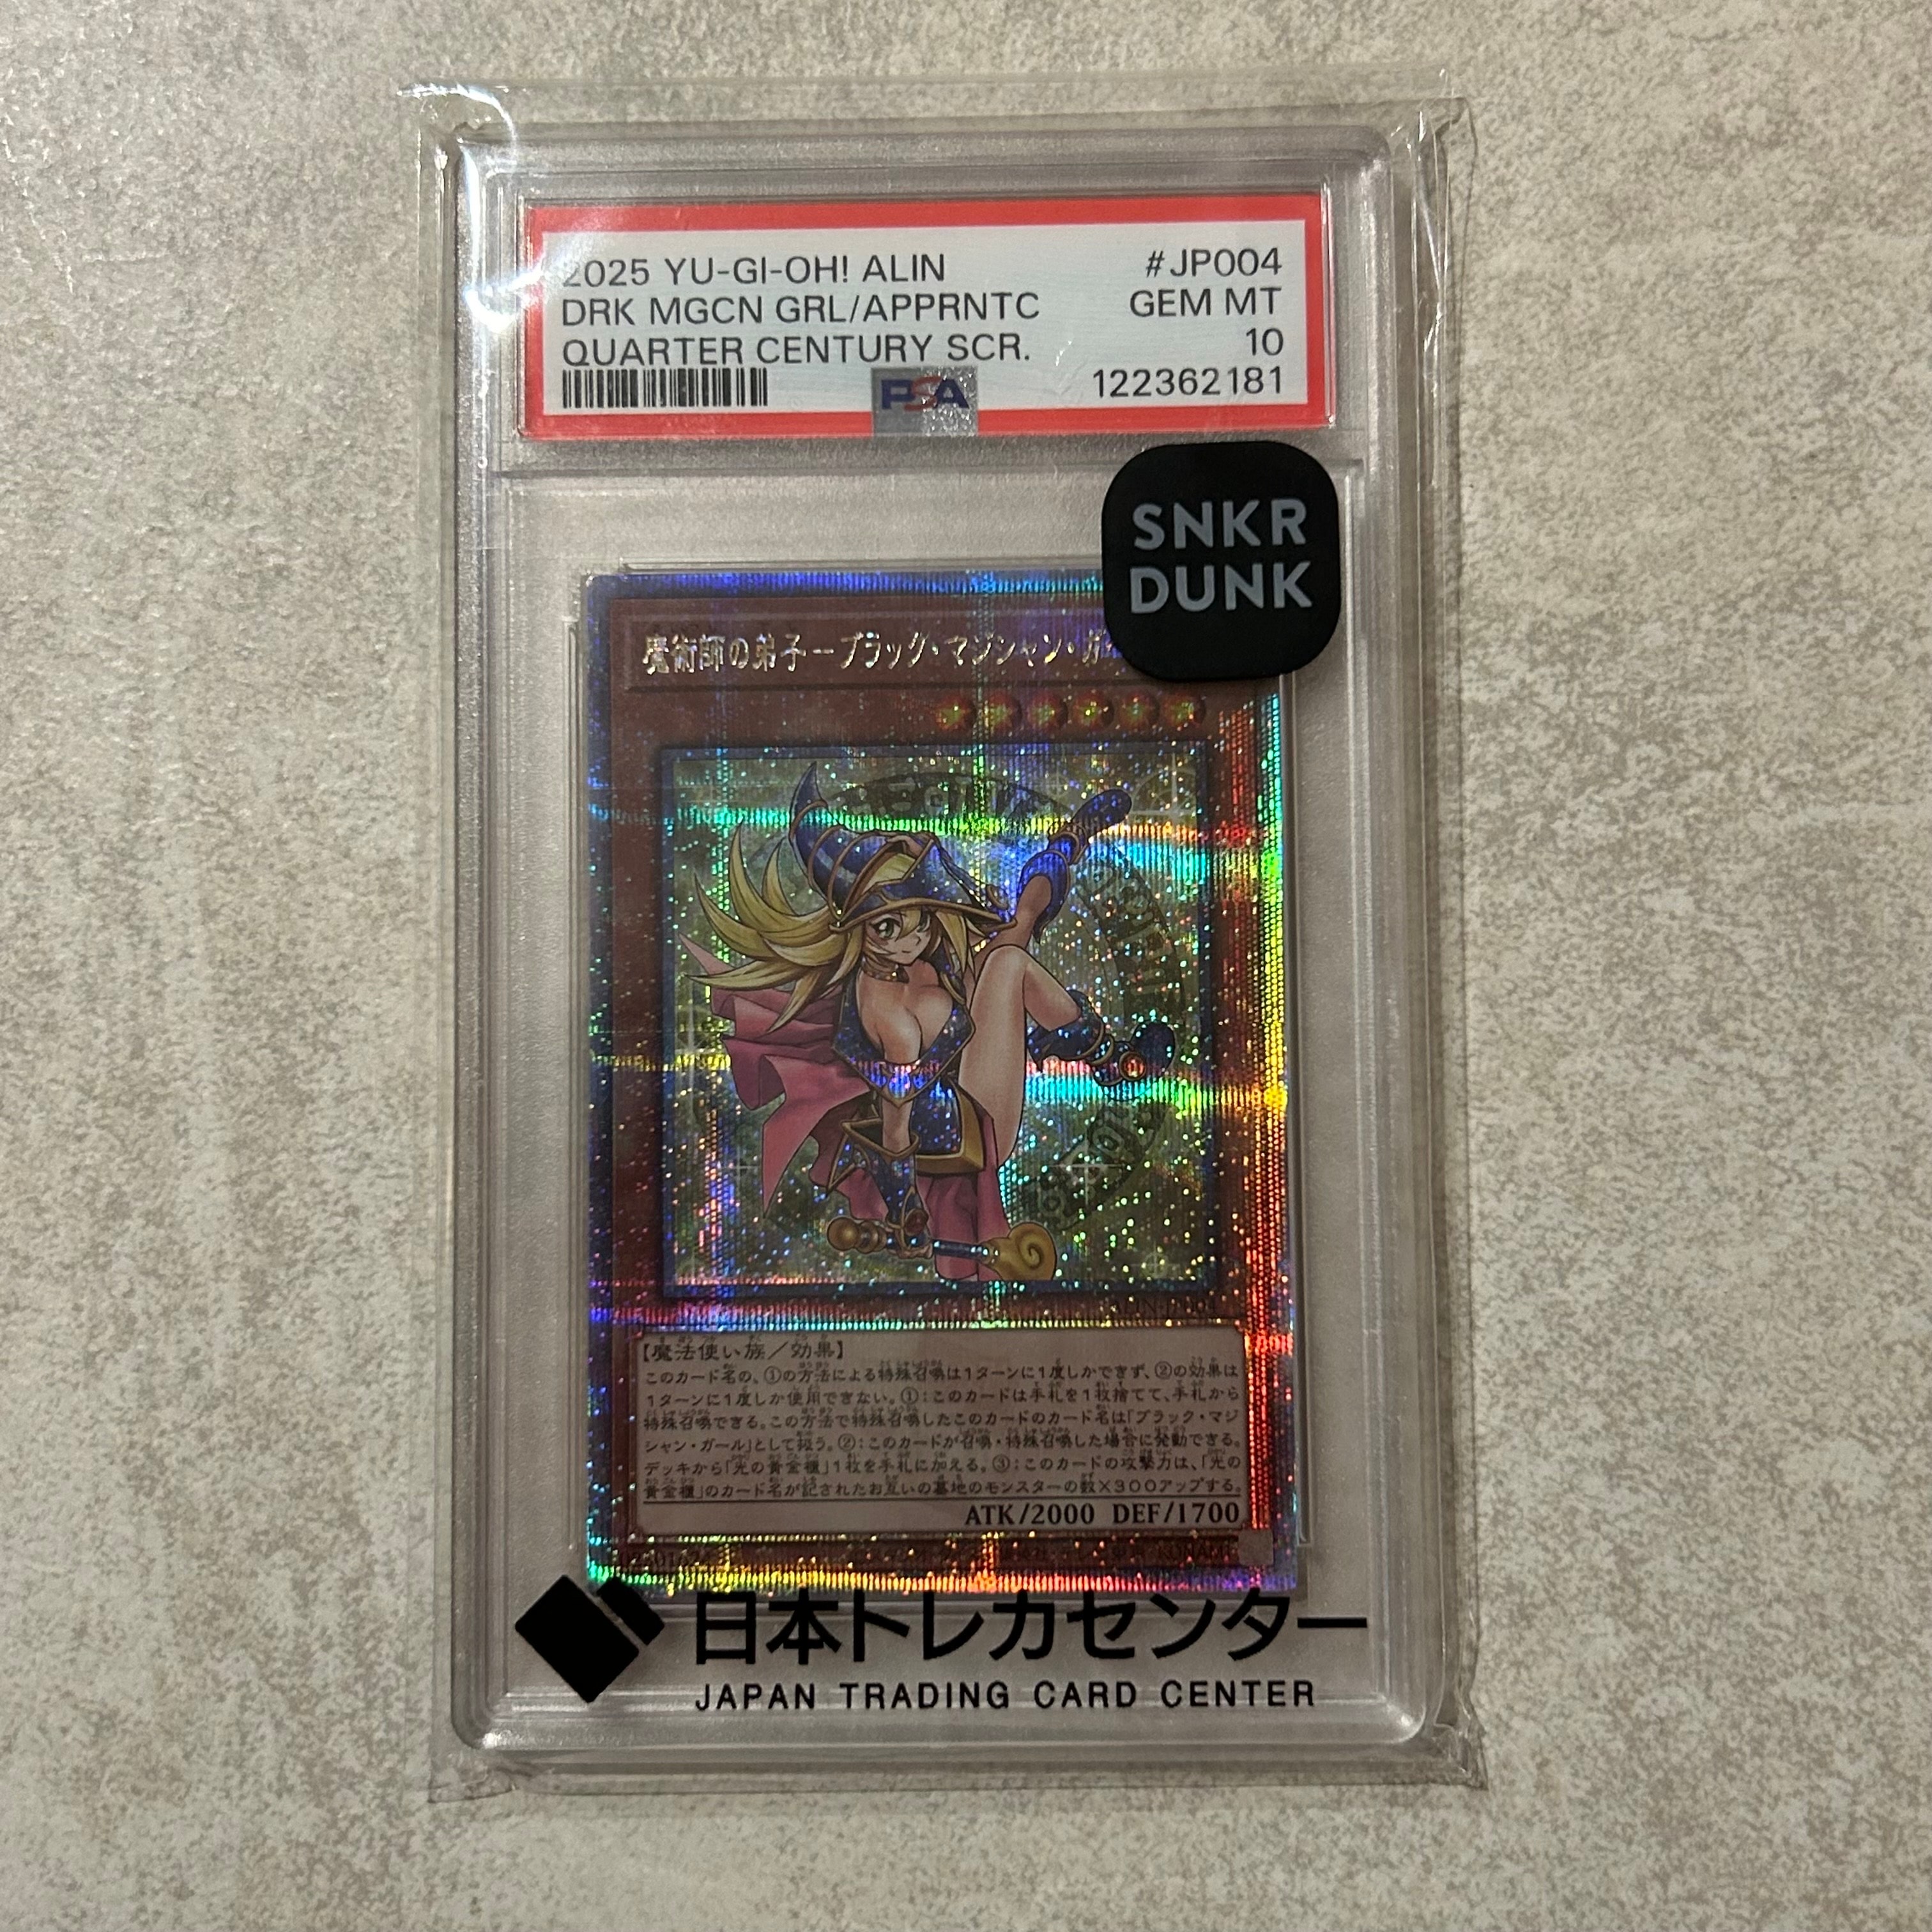 2025 YU-GI-OH! ALIN #JP004
DRK MGCN GRL/APPRNTC GEM MT
QUARTER CENTURY SCR. 10
PSA 122362181
SNKR
DUNK
魔術師の弟子－ブラック・マジシャン・ガ
ALIN-JP004
【魔法使い族／効果】
このカード名の、①の方法による特殊召喚は1ターンに1度しかできず、②の効果は
1ターンに1度しか使用できない。①：このカードは手札を1枚捨てて、手札から
特殊召喚できる。この方法で特殊召喚したこのカードのカード名は「ブラック・マジ
シャン・ガール」として扱う。②：このカードが召喚・特殊召喚した場合に発動できる。
デッキから「光の黄金櫃」1枚を手札に加える。③：このカードの攻撃力は、「光の
黄金櫃」のカード名が記されたお互いの墓地のモンスターの数×300アップする。
ATK/2000 DEF/1700
KONAMI
日本トレカセンター
JAPAN TRADING CARD CENTER